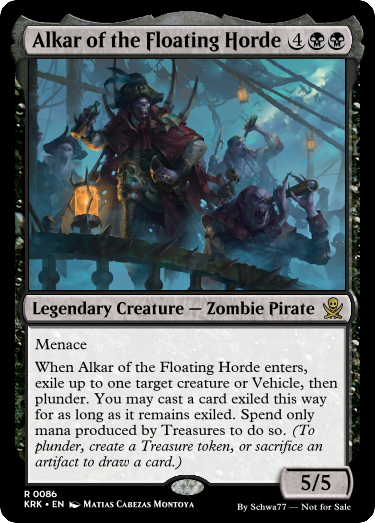 Alkar of the Floating Horde 4
Legendary Creature — Zombie Pirate
Menace
When Alkar of the Floating Horde enters,
exile up to one target creature or Vehicle, then
plunder. You may cast a card exiled this way
for as long as it remains exiled. Spend only
mana produced by Treasures to do so. (To
plunder, create a Treasure token, or sacrifice an
artifact to draw a card.)
5/5
R 0086
KRK • EN Matias Cabezas Montoya
By Schwa77 — Not for Sale